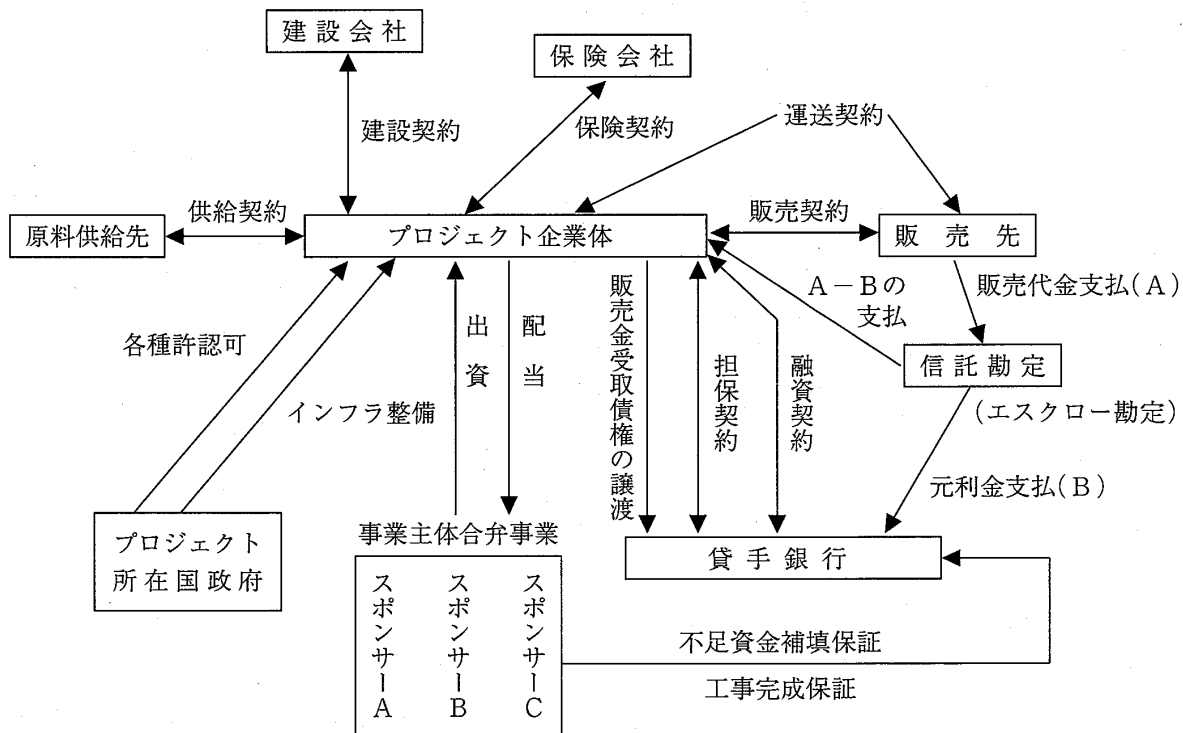 建設会社
保険会社
運送契約
保険契約
建設契約
供給契約
販売契約
原料供給先
プロジェクト企業体
販売先
A－Bの
支払
販売代金支払(A)
各種許認可
出資
配当
販売金受取債権の譲渡
担保契約
融資契約
信託勘定
(エスクロー勘定)
インフラ整備
元利金支払(B)
プロジェクト
所在国政府
事業主体合弁事業
貸手銀行
スポンサーA
スポンサーB
スポンサーC
不足資金補填保証
工事完成保証